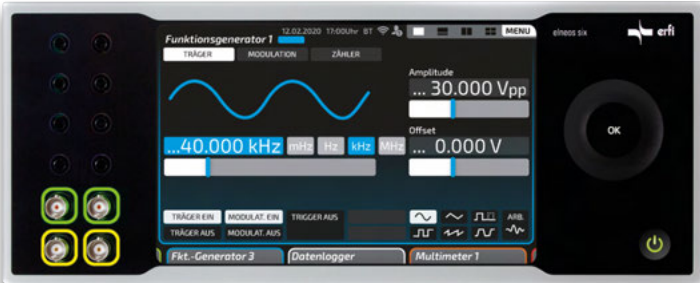 Funktionsgenerator 1
12.02.2020 17:00Uhr BT
MENU
elneos six
erfi
TRÄGER MODULATION ZÄHLER
Amplitude
... 30.000 Vpp
Offset
... 0.000 V
...40.000 kHz mHz Hz kHz MHz
OK
TRÄGER EIN MODULAT. EIN TRIGGER AUS
ARB.
TRÄGER AUS MODULAT. AUS
Fkt.-Generator 3 Datenlogger Multimeter 1